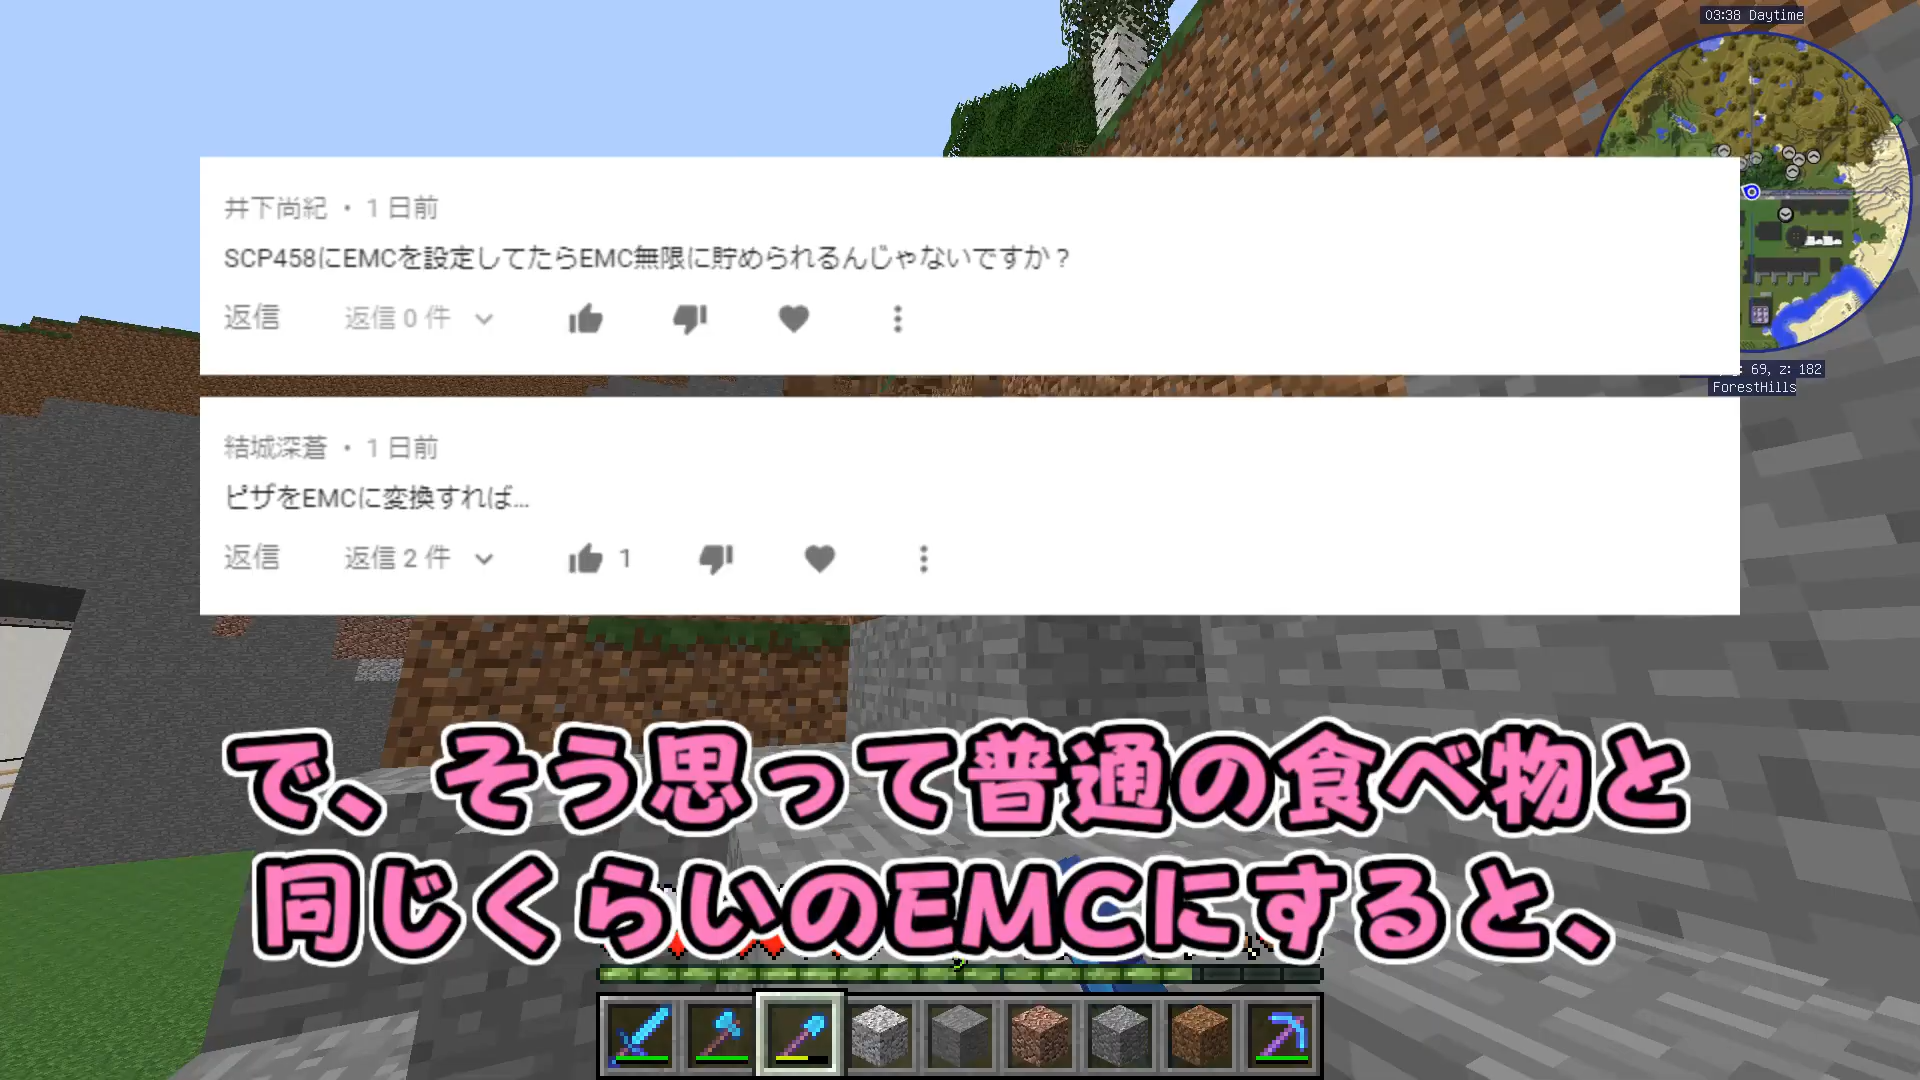 03:38 Daytime
井下尚紀 ・ 1 日前
SCP458にEMCを設定してたらEMC無限に貯められるんじゃないですか？
返信 返信 0 件
: 69, z: 182
ForestHills
結城深蒼 ・ 1 日前
ピザをEMCに変換すれば...
返信 返信 2 件 1
で、そう思って普通の食べ物と
同じくらいのEMCにすると、